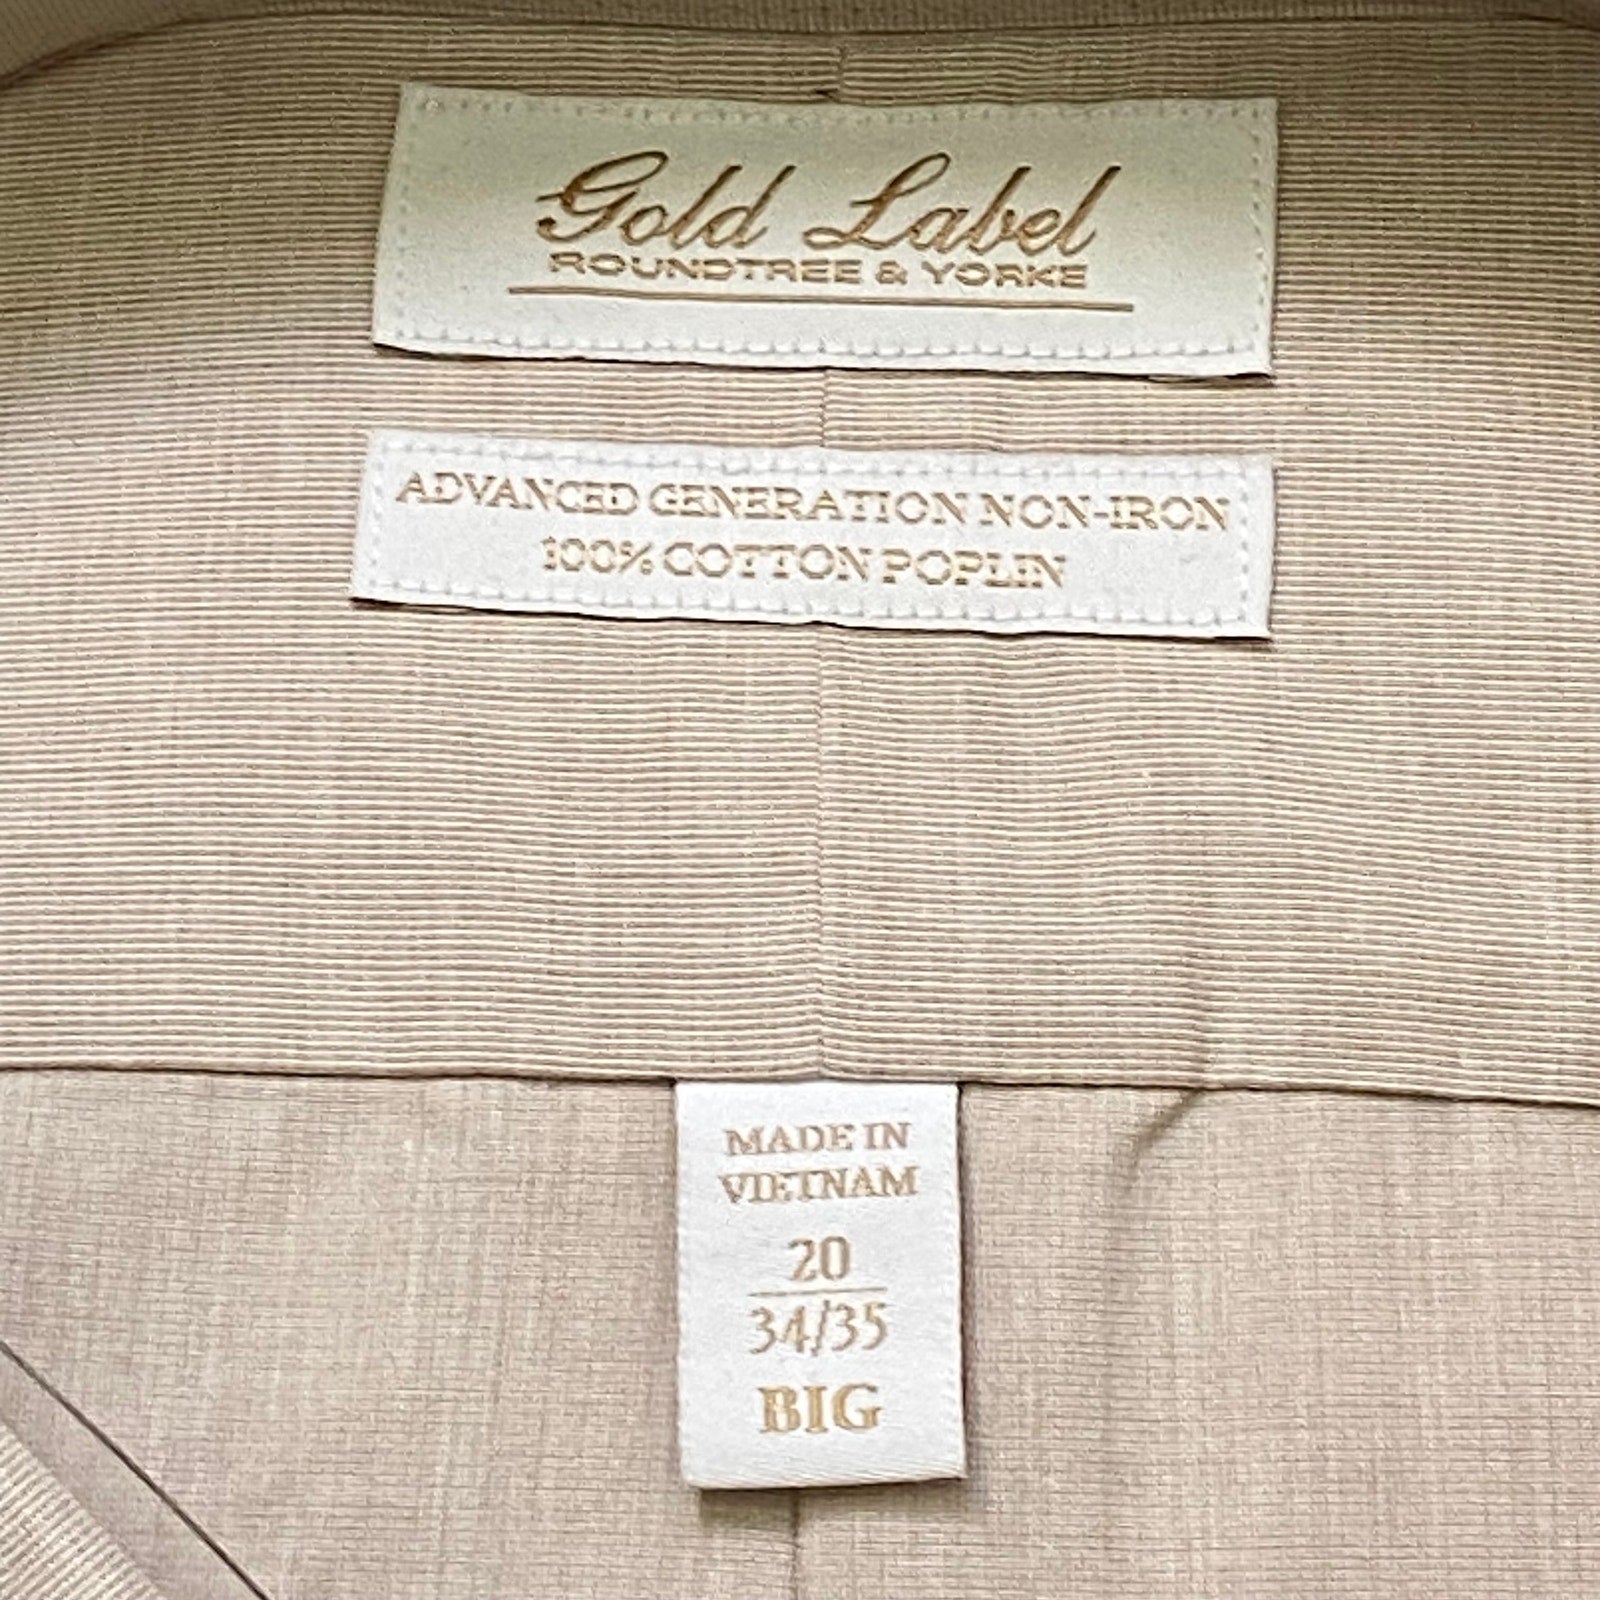 Gold Label
ROUNDTREE & YORKE
ADVANCED GENERATION NON-IRON
100% COTTON POPLIN
MADE IN
VIETNAM
20
34/35
BIG